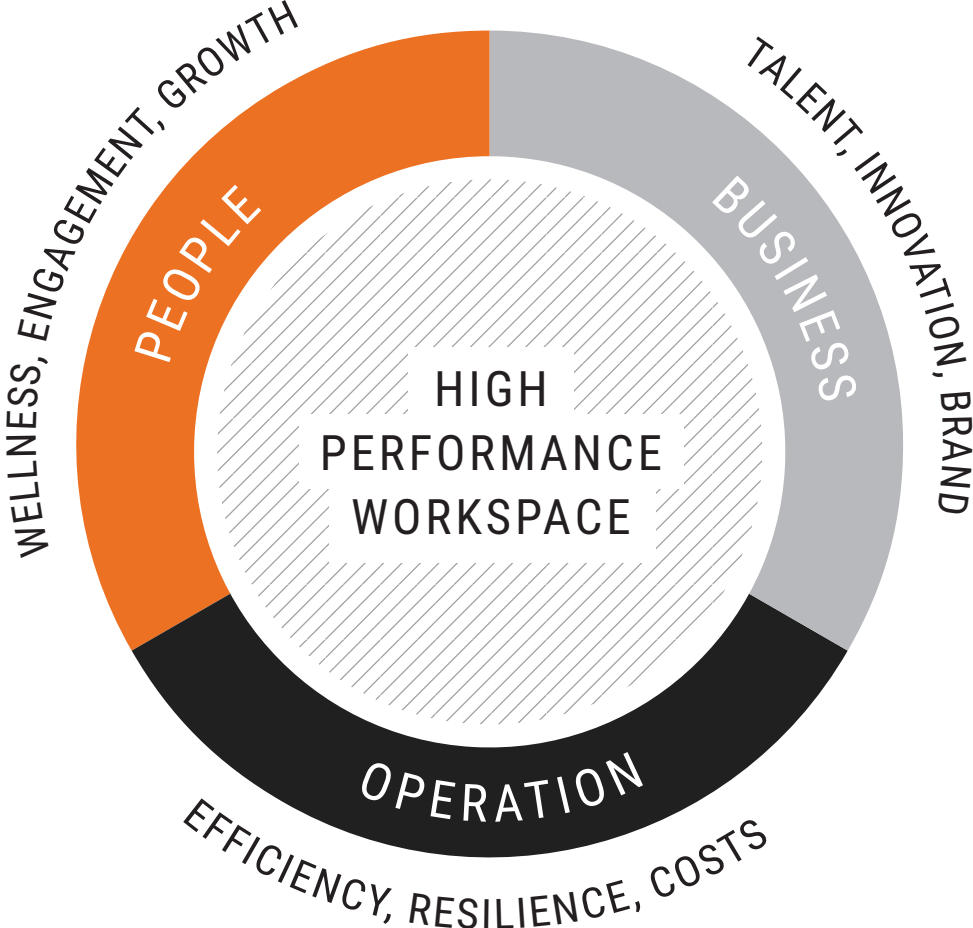 WELLNESS, ENGAGEMENT, GROWTH
PEOPLE
TALENT, INNOVATION, BRAND
BUSINESS
HIGH
PERFORMANCE
WORKSPACE
OPERATION
EFFICIENCY, RESILIENCE, COSTS